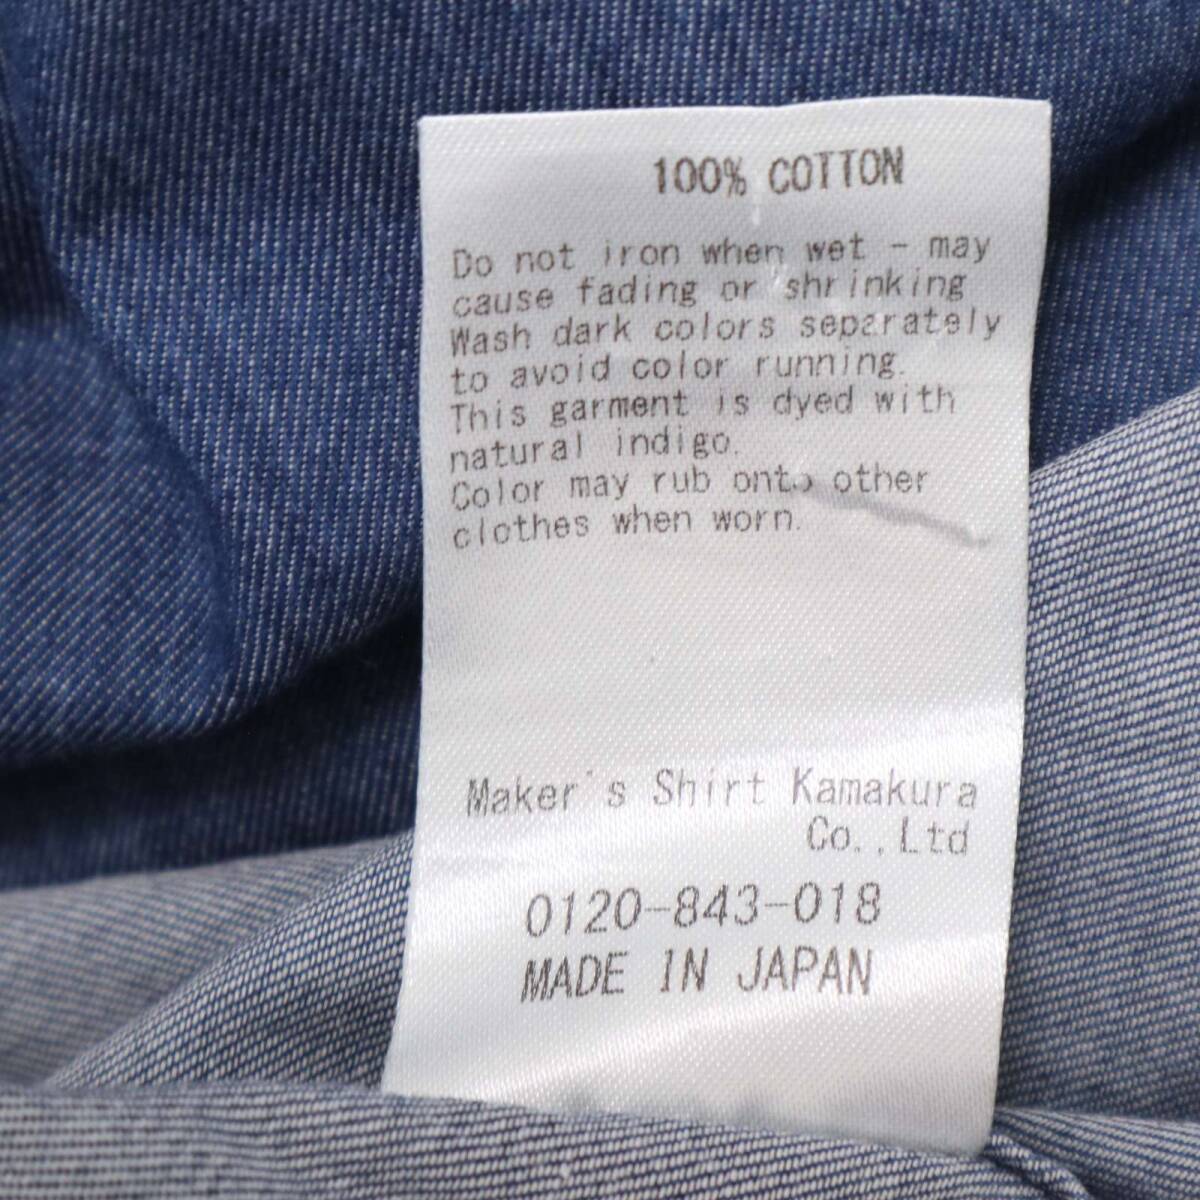 100% COTTON
Do not iron when wet - may
cause fading or shrinking
Wash dark colors separately
to avoid color running.
This garment is dyed with
natural indigo.
Color may rub onto other
clothes when worn.
Maker's Shirt Kamakura
Co.,Ltd
0120-843-018
MADE IN JAPAN